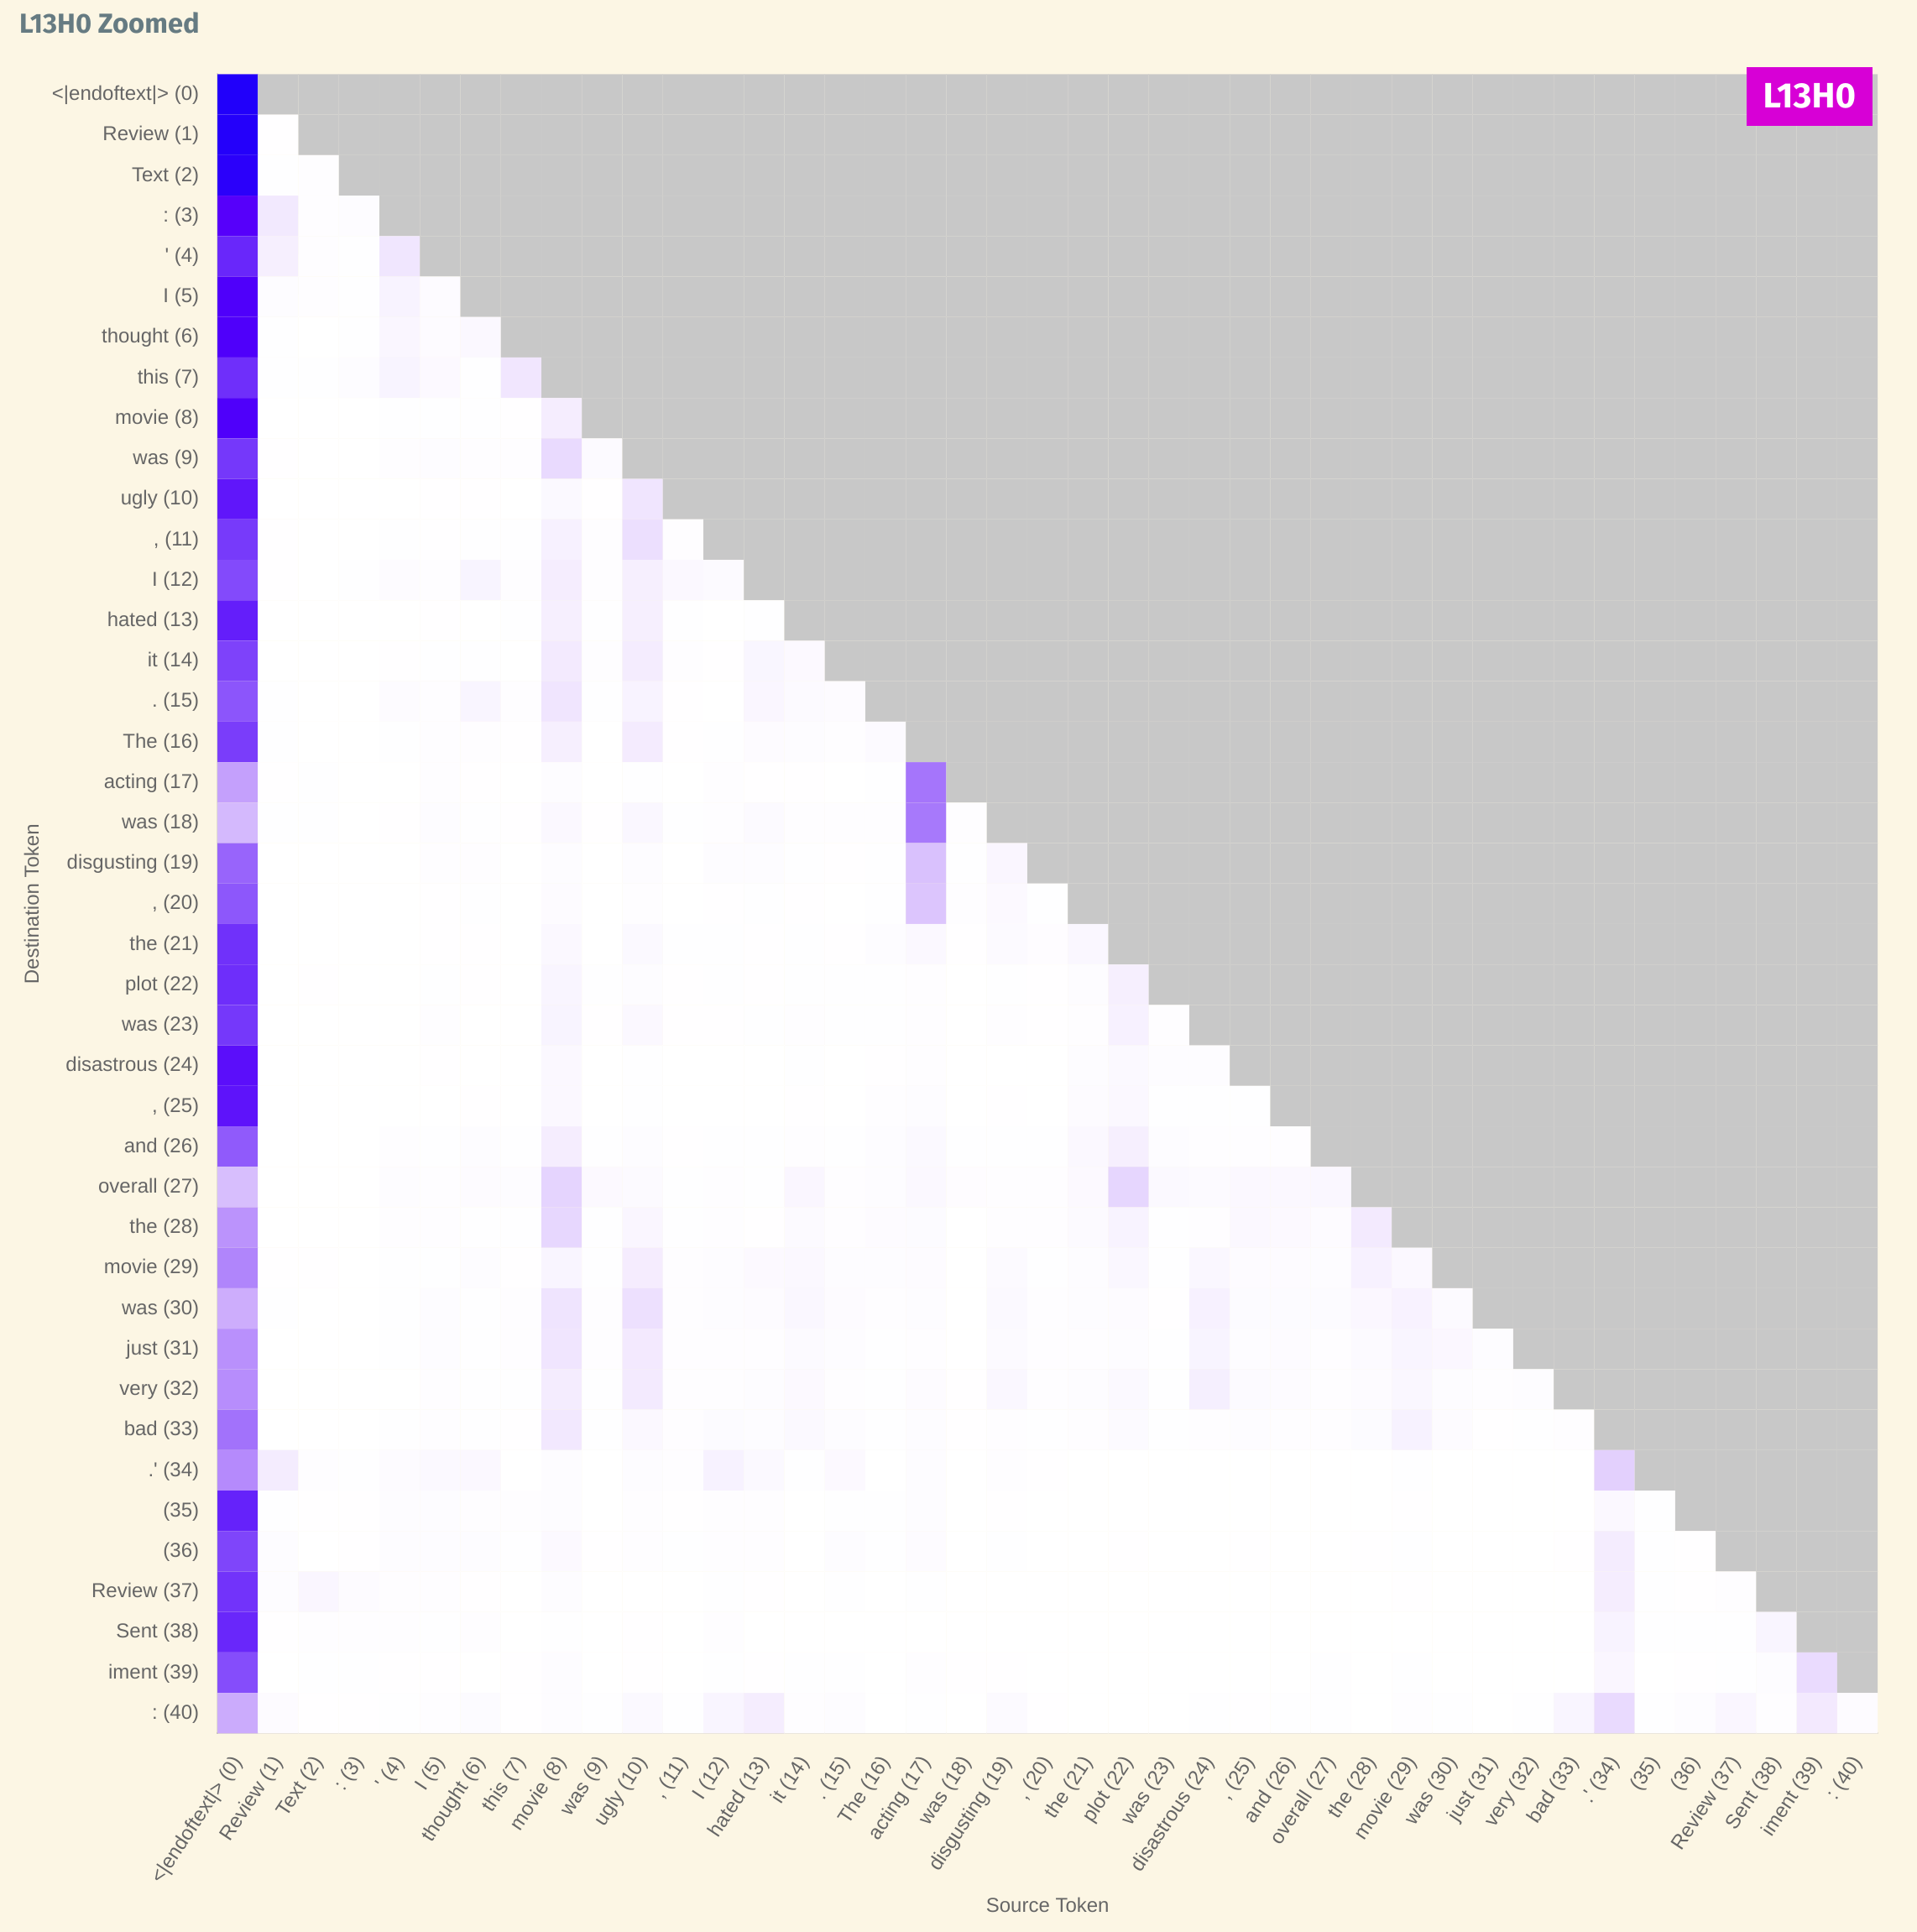 L13H0 Zoomed
L13H0
<|endoftext|> (0)
Review (1)
Text (2)
: (3)
' (4)
I (5)
thought (6)
this (7)
movie (8)
was (9)
ugly (10)
, (11)
I (12)
hated (13)
it (14)
. (15)
The (16)
acting (17)
was (18)
disgusting (19)
, (20)
the (21)
plot (22)
was (23)
disastrous (24)
, (25)
and (26)
overall (27)
the (28)
movie (29)
was (30)
just (31)
very (32)
bad (33)
.' (34)
(35)
(36)
Review (37)
Sent (38)
iment (39)
: (40)
Destination Token
<|endoftext|> (0)
Review (1)
Text (2)
: (3)
' (4)
I (5)
thought (6)
this (7)
movie (8)
was (9)
ugly (10)
, (11)
I (12)
hated (13)
it (14)
. (15)
The (16)
acting (17)
was (18)
disgusting (19)
, (20)
the (21)
plot (22)
was (23)
disastrous (24)
, (25)
and (26)
overall (27)
the (28)
movie (29)
was (30)
just (31)
very (32)
bad (33)
.' (34)
(35)
(36)
Review (37)
Sent (38)
iment (39)
: (40)
Source Token